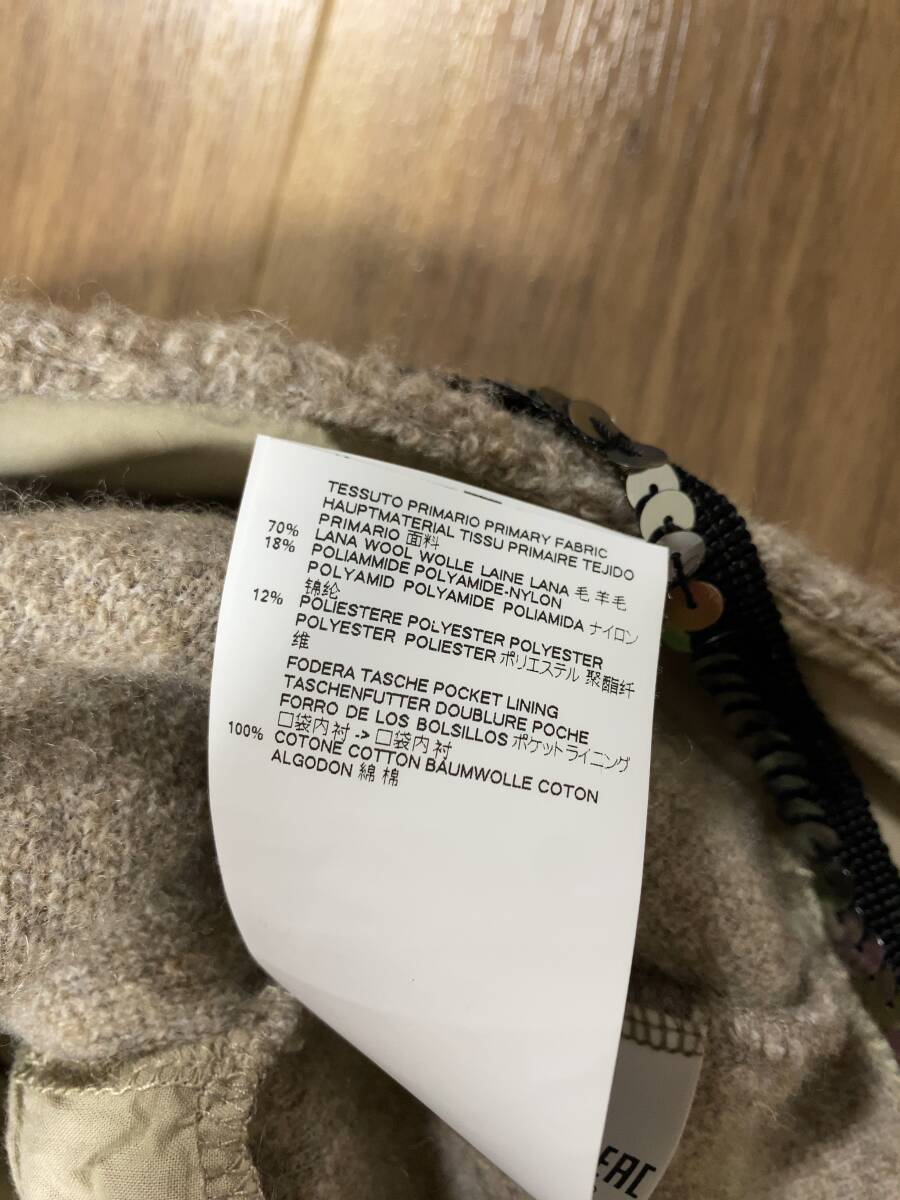 TESSUTO PRIMARIO PRIMARY FABRIC
HAUPTMATERIAL TISSU PRIMAIRE TEJIDO
PRIMARIO 面料
70% LANA WOOL WOLLE LAINE LANA 毛 羊毛
18% POLIAMMIDE POLYAMIDE-NYLON
POLYAMID POLYAMIDE POLIAMIDA ナイロン
锦纶
12% POLIESTERE POLYESTER POLYESTER
POLYESTER POLIESTER ポリエステル 聚酯纤
维
FODERA TASCHE POCKET LINING
TASCHENFUTTER DOUBLURE POCHE
FORRO DE LOS BOLSILLOS ポケットライニング
口袋内衬 -> 口袋内衬
100% COTONE COTTON BAUMWOLLE COTON
ALGODON 綿 棉
EAC